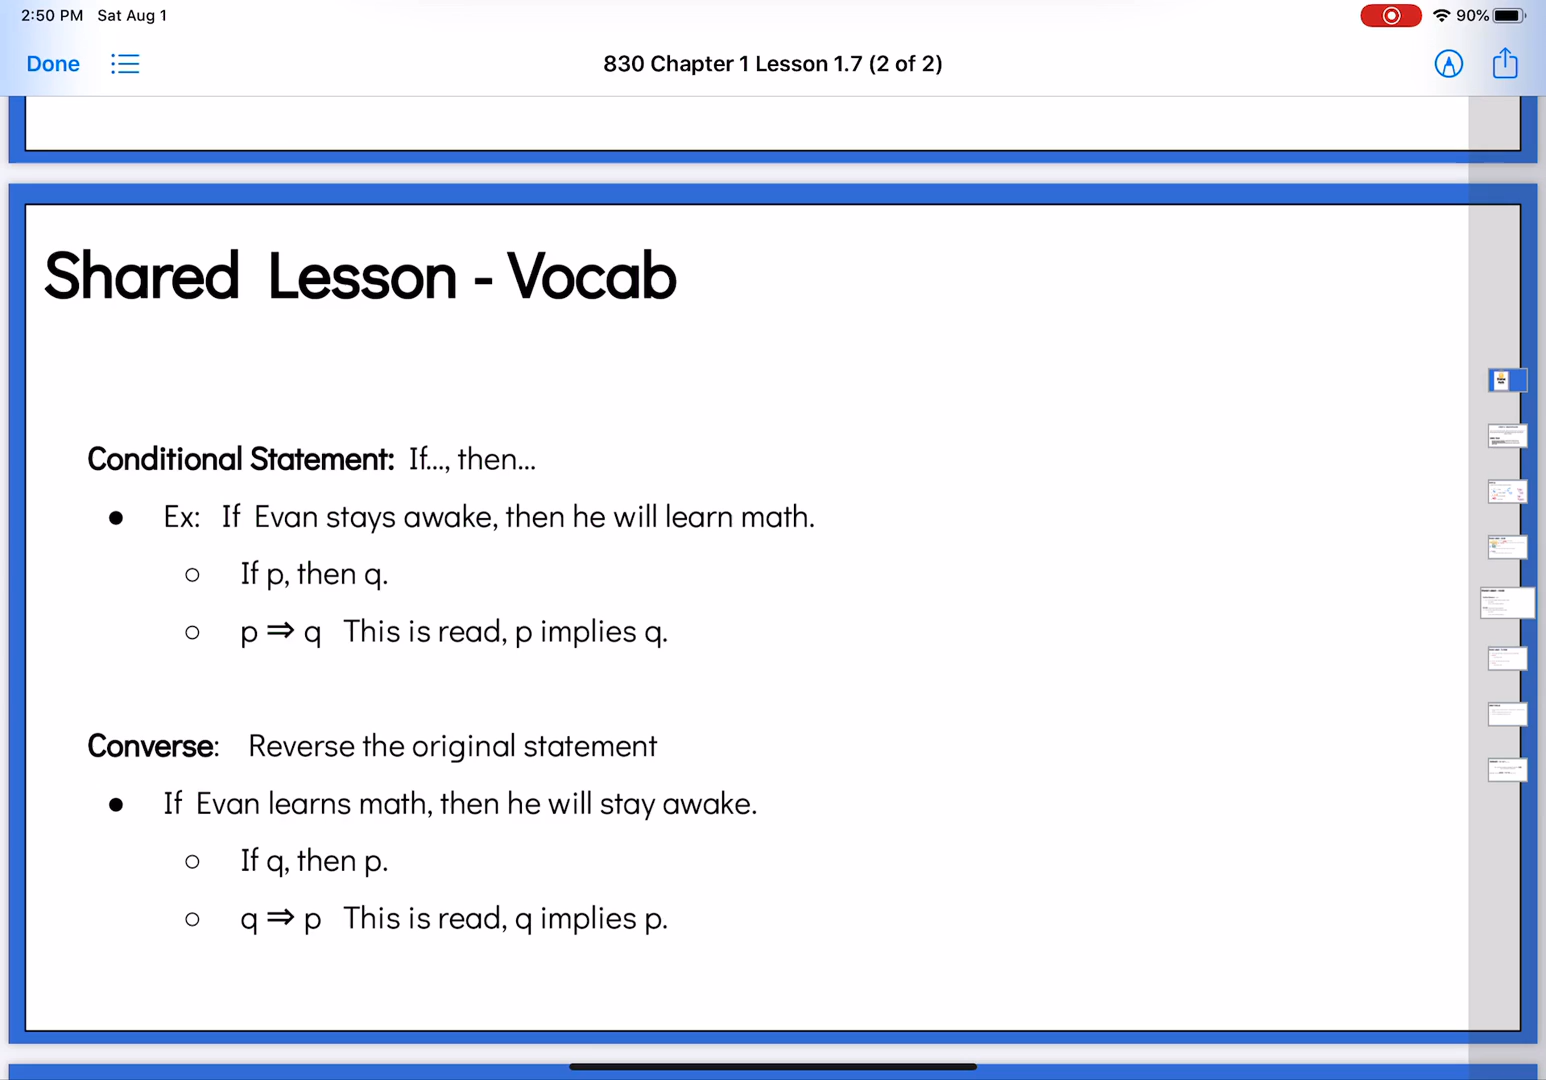 2:50 PM Sat Aug 1
90%
Done
830 Chapter 1 Lesson 1.7 (2 of 2)
Shared Lesson - Vocab
Conditional Statement: If..., then...
● Ex: If Evan stays awake, then he will learn math.
○ If p, then q.
○ p ⇒ q This is read, p implies q.
Converse: Reverse the original statement
● If Evan learns math, then he will stay awake.
○ If q, then p.
○ q ⇒ p This is read, q implies p.